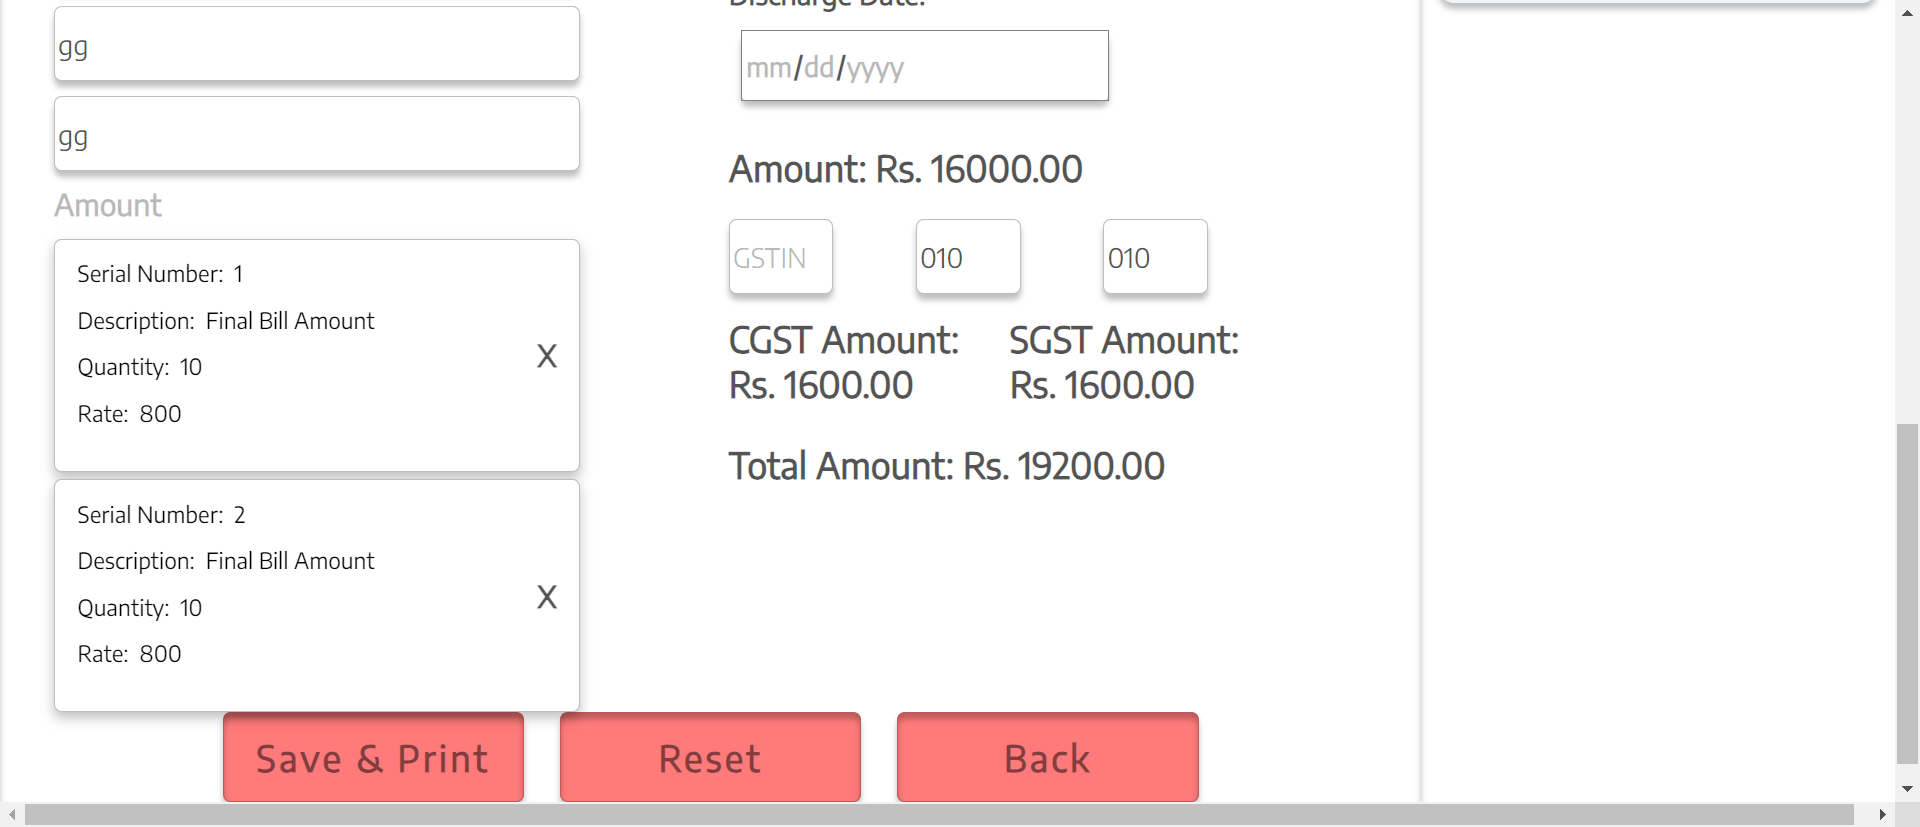 gg
gg
Amount
Serial Number: 1
Description: Final Bill Amount
Quantity: 10
Rate: 800
X
Serial Number: 2
Description: Final Bill Amount
Quantity: 10
Rate: 800
X
Discharge Date:
mm/dd/yyyy
Amount: Rs. 16000.00
GSTIN 010 010
CGST Amount: SGST Amount:
Rs. 1600.00 Rs. 1600.00
Total Amount: Rs. 19200.00
Save & Print Reset Back